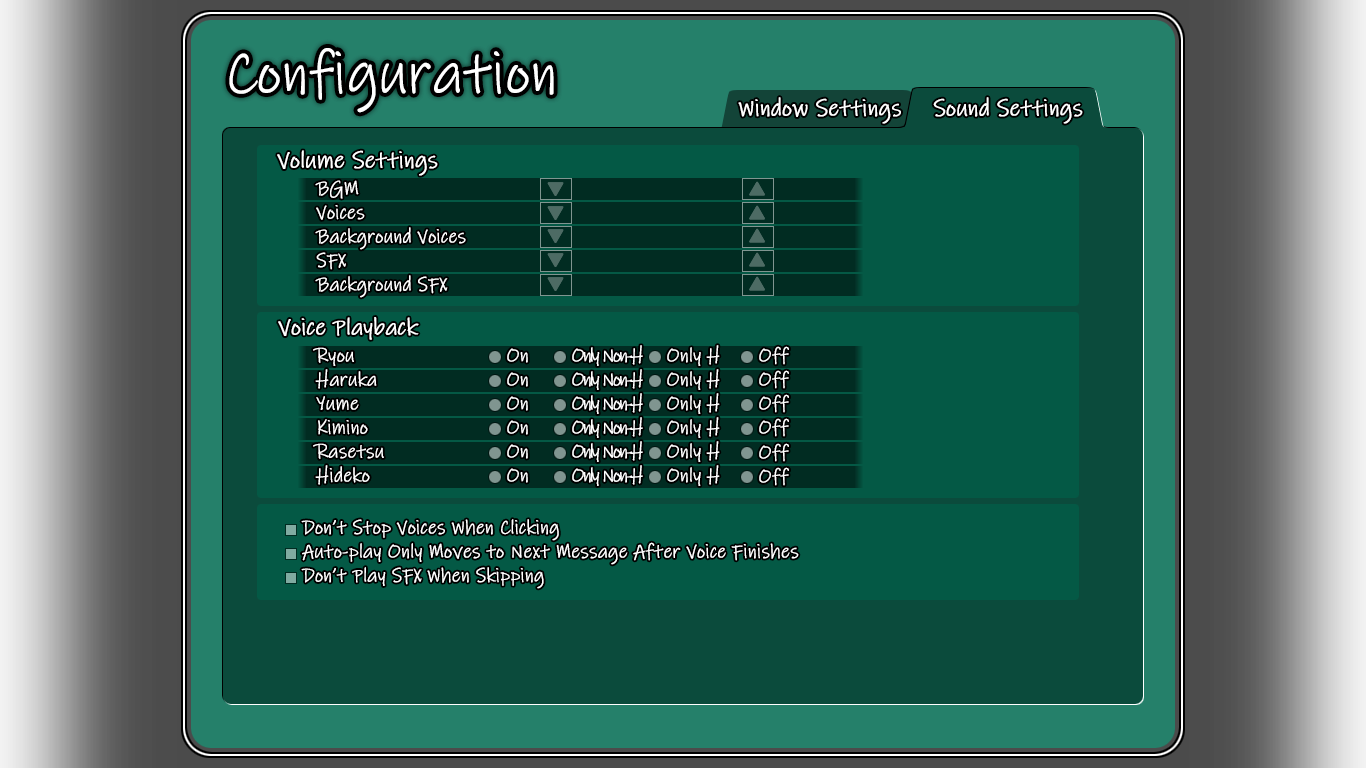 Configuration
Window Settings Sound Settings
Volume Settings
BGM
Voices
Background Voices
SFX
Background SFX
Voice Playback
Ryou On Only Non-H Only H Off
Haruka On Only Non-H Only H Off
Yume On Only Non-H Only H Off
Kimino On Only Non-H Only H Off
Rasetsu On Only Non-H Only H Off
Hideko On Only Non-H Only H Off
Don't Stop Voices When Clicking
Auto-play Only Moves to Next Message After Voice Finishes
Don't Play SFX When Skipping